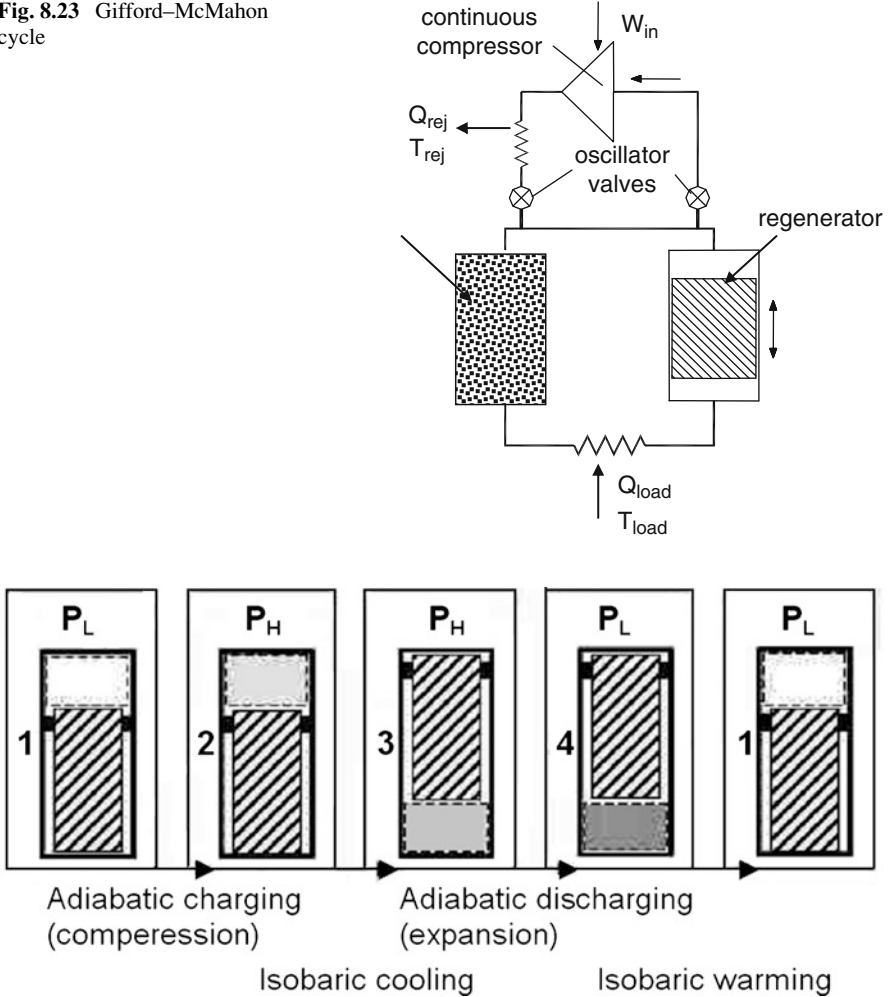 Fig. 8.23 Gifford–McMahon
cycle
continuous
compressor
W_in
Q_rej
T_rej
oscillator
valves
regenerator
Q_load
T_load
P_L
P_H
P_H
P_L
P_L
1
2
3
4
1
Adiabatic charging
(comperession)
Adiabatic discharging
(expansion)
Isobaric cooling
Isobaric warming